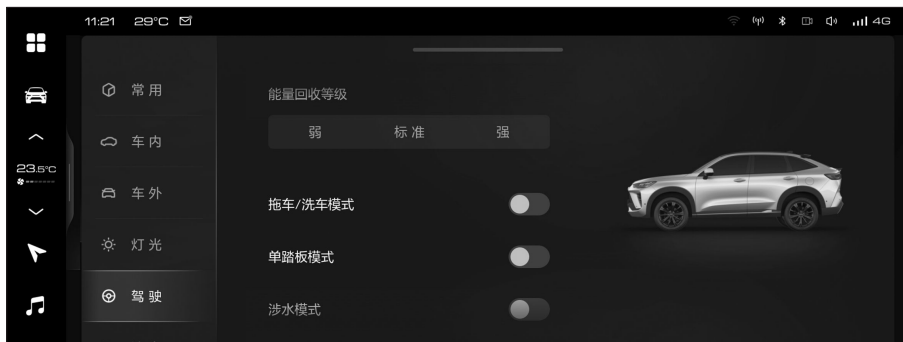 11:21 29°C 4G
常用
车内
23.5°C
车外
灯光
驾驶
能量回收等级
弱 标准 强
拖车/洗车模式
单踏板模式
涉水模式